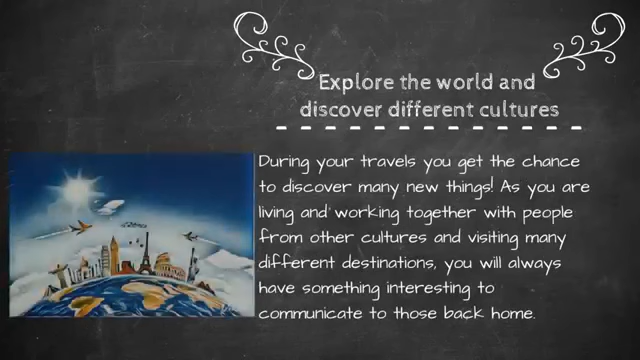 Explore the world and
discover different cultures
During your travels you get the chance
to discover many new things! As you are
living and working together with people
from other cultures and visiting many
different destinations, you will always
have something interesting to
communicate to those back home.